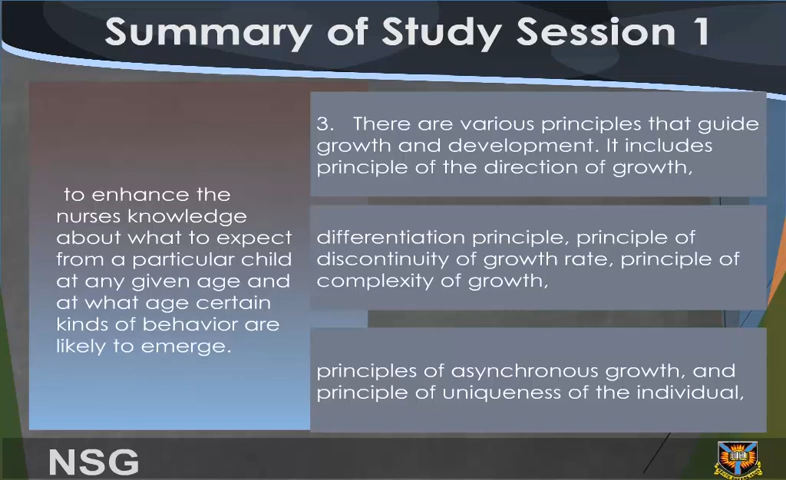 Summary of Study Session 1
to enhance the
nurses knowledge
about what to expect
from a particular child
at any given age and
at what age certain
kinds of behavior are
likely to emerge.
3. There are various principles that guide
growth and development. It includes
principle of the direction of growth,
differentiation principle, principle of
discontinuity of growth rate, principle of
complexity of growth,
principles of asynchronous growth, and
principle of uniqueness of the individual,
NSG